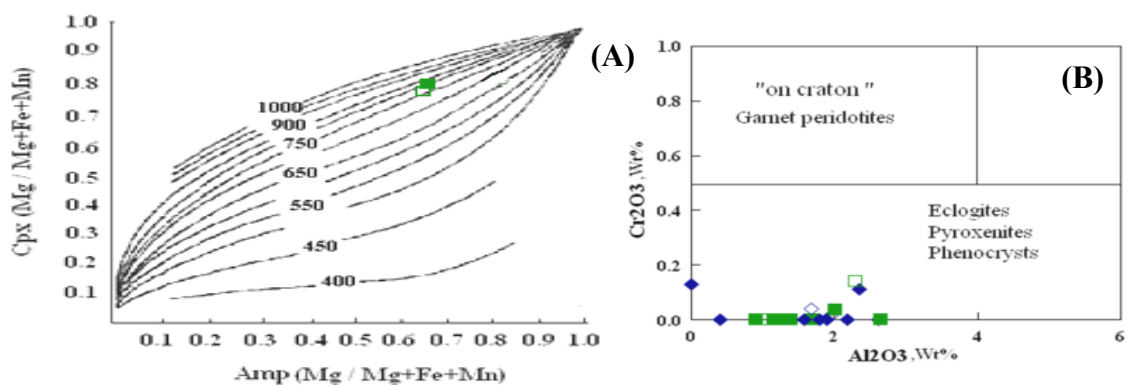 (A)
Cpx (Mg / Mg+Fe+Mn)
1.0
0.9
0.8
0.7
0.6
0.5
0.4
0.3
0.2
0.1
1000
900
750
650
550
450
400
0.1 0.2 0.3 0.4 0.5 0.6 0.7 0.8 0.9 1.0
Amp (Mg / Mg+Fe+Mn)
(B)
Cr2O3 ,Wt%
1.0
0.8
0.6
0.4
0.2
0.0
"on craton "
Garnet peridotites
Eclogites
Pyroxenites
Phenocrysts
0 2 4 6
Al2O3 ,Wt%